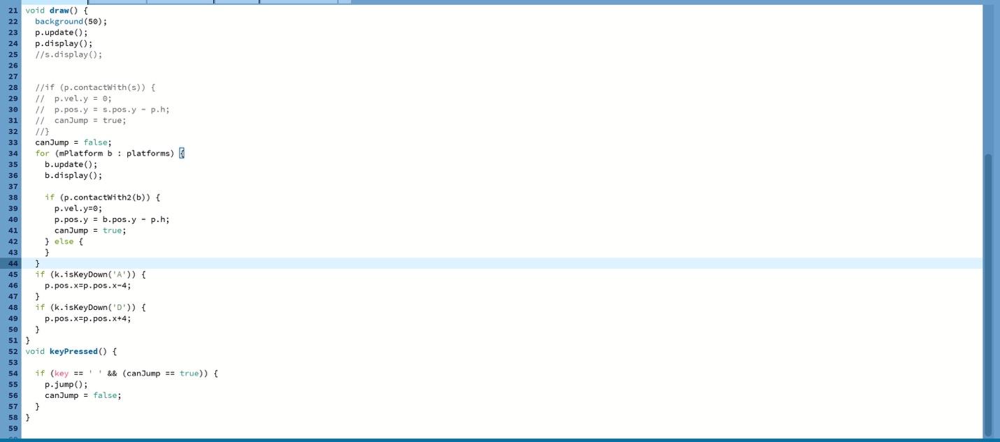 21 void draw() {
22   background(50);
23   p.update();
24   p.display();
25   //s.display();
26
27
28   //if (p.contactWith(s)) {
29   //  p.vel.y = 0;
30   //  p.pos.y = s.pos.y - p.h;
31   //  canJump = true;
32   //}
33   canJump = false;
34   for (mPlatform b : platforms) {
35     b.update();
36     b.display();
37
38     if (p.contactWith2(b)) {
39       p.vel.y=0;
40       p.pos.y = b.pos.y - p.h;
41       canJump = true;
42     } else {
43     }
44   }
45   if (k.isKeyDown('A')) {
46     p.pos.x=p.pos.x-4;
47   }
48   if (k.isKeyDown('D')) {
49     p.pos.x=p.pos.x+4;
50   }
51 }
52 void keyPressed() {
53
54   if (key == ' ' && (canJump == true)) {
55     p.jump();
56     canJump = false;
57   }
58 }
59